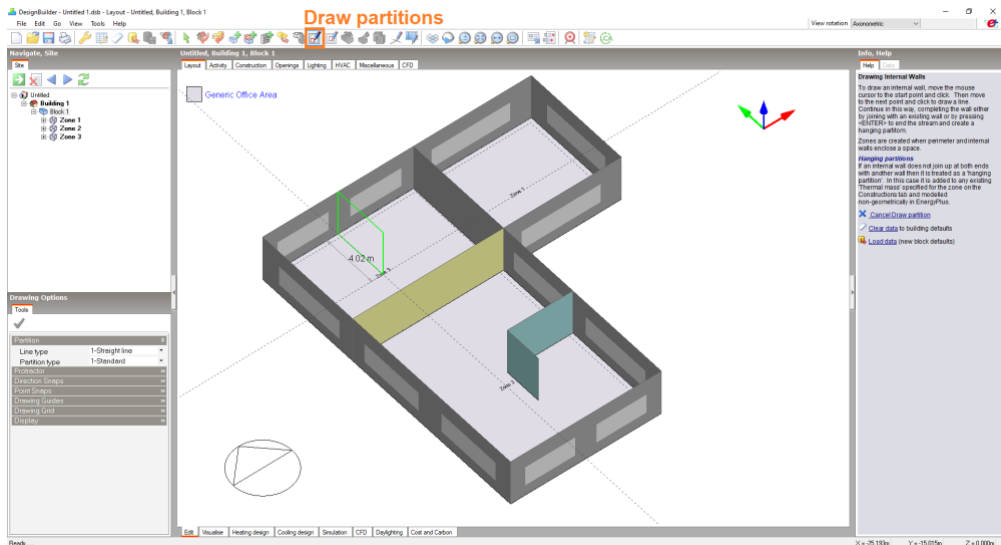 DesignBuilder - Untitled 1.dsb - Layout - Untitled, Building 1, Block 1
Draw partitions
File Edit Go View Tools Help
View rotation Axonometric
Navigate, Site
Site
Untitled
Building 1
Block 1
Zone 1
Zone 2
Zone 3
Untitled, Building 1, Block 1
Layout Activity Construction Openings Lighting HVAC Miscellaneous CFD
Generic Office Area
Zone 1
4.02 m
Zone 3
Info, Help
Help Data
Drawing Internal Walls
To draw an internal wall, move the mouse
cursor to the start point and click. Then move
to the next point and click to draw a line.
Continue in this way, completing the wall either
by joining with an existing wall or by pressing
<ENTER> to end the stream and create a
hanging partitorn.
Zones are created when perimeter and internal
walls enclose a space.
Hanging partitions
If an internal wall does not join up at both ends
with another wall then it is treated as a 'hanging
partition'. In this case it is added to any existing
'Thermal mass' specified for the zone on the
Constructions tab and modelled
non-geometrically in EnergyPlus.
Cancel Draw partition
Clear data to building defaults
Load data (new block defaults)
Drawing Options
Tools
Partition
Line type 1-Straight line
Partition type 1-Standard
Protractor
Direction Snaps
Point Snaps
Drawing Guides
Drawing Grid
Display
Edit Visualise Heating design Cooling design Simulation CFD Daylighting Cost and Carbon
Ready
X = -25.193m Y = -15.015m Z = 0.000m